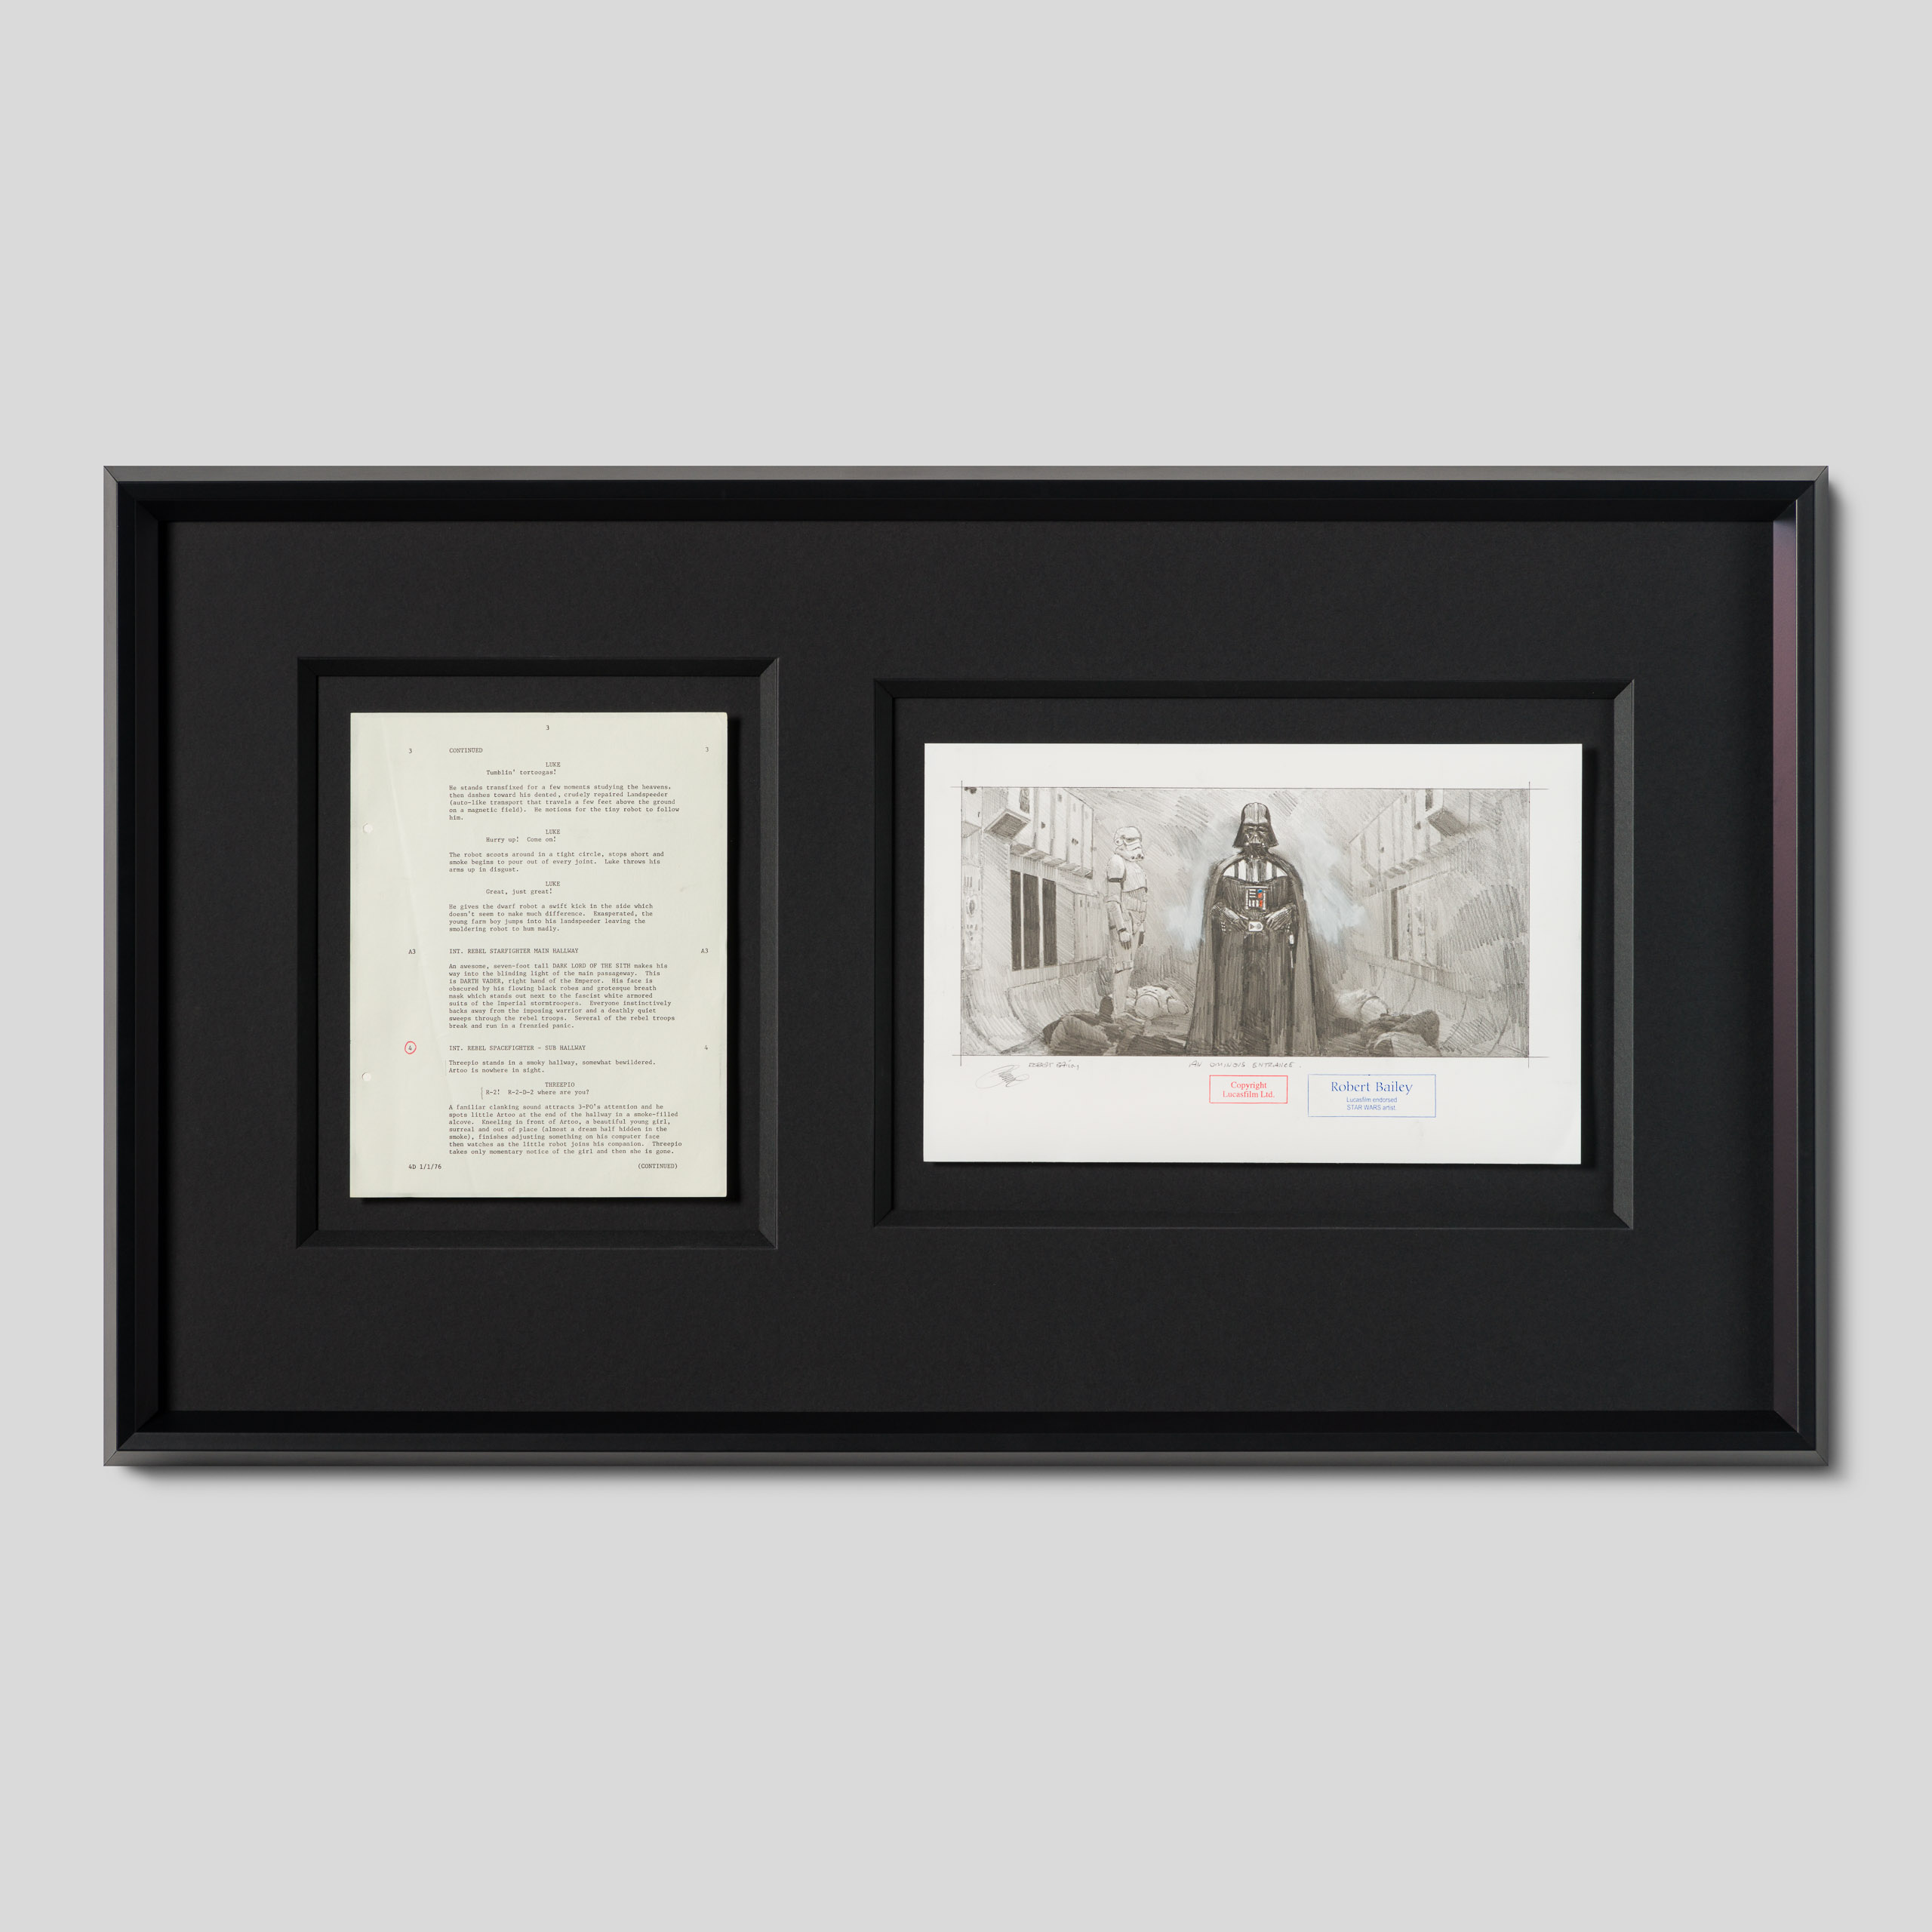 3
3 CONTINUED 3
LUKE
Tumblin' tortoogas!
He stands transfixed for a few moments studying the heavens,
then dashes toward his dented, crudely repaired Landspeeder
(auto-like transport that travels a few feet above the ground
on a magnetic field). He motions for the tiny robot to follow
him.
LUKE
Hurry up! Come on!
The robot scoots around in a tight circle, stops short and
smoke begins to pour out of every joint. Luke throws his
arms up in disgust.
LUKE
Great, just great!
He gives the dwarf robot a swift kick in the side which
doesn't seem to make much difference. Exasperated, the
young farm boy jumps into his landspeeder leaving the
smoldering robot to hum madly.
A3 INT. REBEL STARFIGHTER MAIN HALLWAY A3
An awesome, seven-foot tall DARK LORD OF THE SITH makes his
way into the blinding light of the main passageway. This
is DARTH VADER, right hand of the Emperor. His face is
obscured by his flowing black robes and grotesque breath
mask which stands out next to the fascist white armored
suits of the Imperial stormtroopers. Everyone instinctively
backs away from the imposing warrior and a deathly quiet
sweeps through the rebel troops. Several of the rebel troops
break and run in a frenzied panic.
4 INT. REBEL SPACEFIGHTER - SUB HALLWAY 4
Threepio stands in a smoky hallway, somewhat bewildered.
Artoo is nowhere in sight.
THREEPIO
R-2! R-2-D-2 where are you?
A familiar clanking sound attracts 3-PO's attention and he
spots little Artoo at the end of the hallway in a smoke-filled
alcove. Kneeling in front of Artoo, a beautiful young girl,
surreal and out of place (almost a dream half hidden in the
smoke), finishes adjusting something on his computer face
then watches as the little robot joins his companion. Threepio
takes only momentary notice of the girl and then she is gone.
4D 1/1/76 (CONTINUED)
ROBERT BAILEY
AN OMINOUS ENTRANCE.
Copyright
Lucasfilm Ltd.
Robert Bailey
Lucasfilm endorsed
STAR WARS artist.